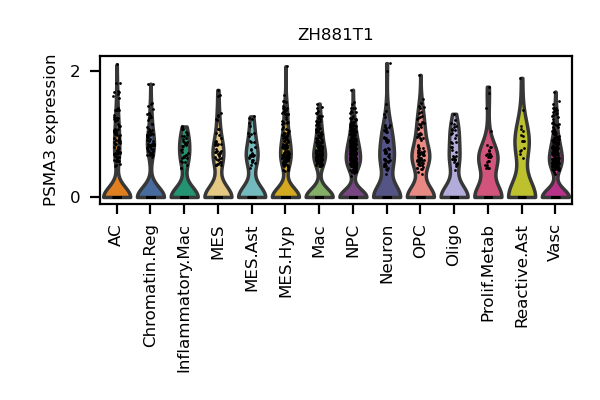 ZH881T1
PSMA3 expression
2
0
AC
Chromatin.Reg
Inflammatory.Mac
MES
MES.Ast
MES.Hyp
Mac
NPC
Neuron
OPC
Oligo
Prolif.Metab
Reactive.Ast
Vasc